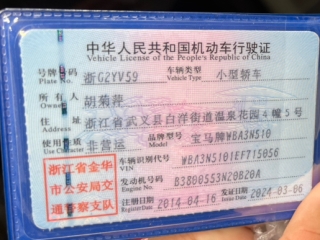 中华人民共和国机动车行驶证
Vehicle License of the People's Republic of China
号牌号码 浙G2YV59 车辆类型 小型轿车
Plate No. Vehicle Type
所有人 胡菊萍
Owner
住址 浙江省武义县白洋街道温泉花园4幢5号
Address
使用性质 非营运 品牌型号 宝马牌WBA3N510
Use Character Model
浙江省金华
市公安局交
通警察支队
车辆识别代号 WBA3N5101EF715056
VIN
发动机号码 B3800553N20B20A
Engine No.
注册日期 2014-04-16 发证日期 2024-03-06
Register Date Issue Date